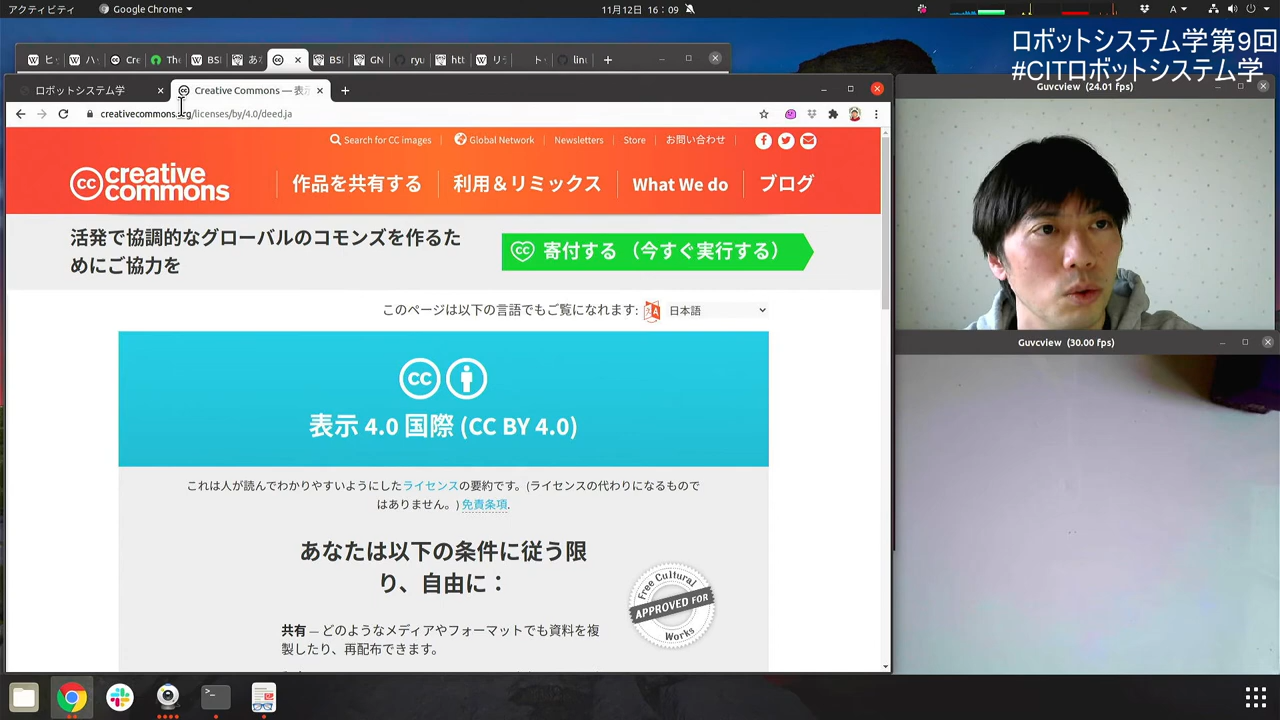 アクティビティ
Google Chrome
11月12日 16:09
A
ロボットシステム学第9回
#CITロボットシステム学
ヒ
ハ
Cre
Th
BS
あ
BSI
GN
ryu
htt
リ
ト
lin
ロボットシステム学
Creative Commons — 表示
creativecommons.org/licenses/by/4.0/deed.ja
Search for CC images
Global Network
Newsletters
Store
お問い合わせ
creative commons
作品を共有する
利用＆リミックス
What We do
ブログ
活発で協調的なグローバルのコモンズを作るた
めにご協力を
寄付する （今すぐ実行する）
このページは以下の言語でもご覧になれます:
日本語
表示 4.0 国際 (CC BY 4.0)
これは人が読んでわかりやすいようにしたライセンスの要約です。(ライセンスの代わりになるもので
はありません。) 免責条項.
あなたは以下の条件に従う限
り、自由に：
共有 — どのようなメディアやフォーマットでも資料を複
製したり、再配布できます。
Free Cultural
APPROVED FOR
Works
Guvcview (24.01 fps)
Guvcview (30.00 fps)